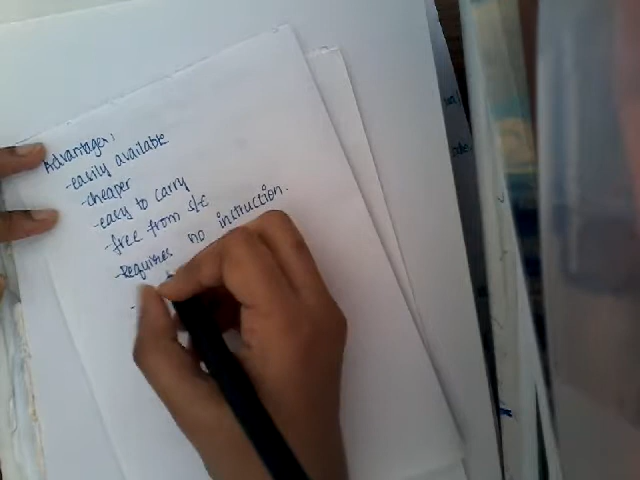 Advantages:
- easily available
- cheaper
- easy to carry
- free from s/e
- Requires no instruction.
-